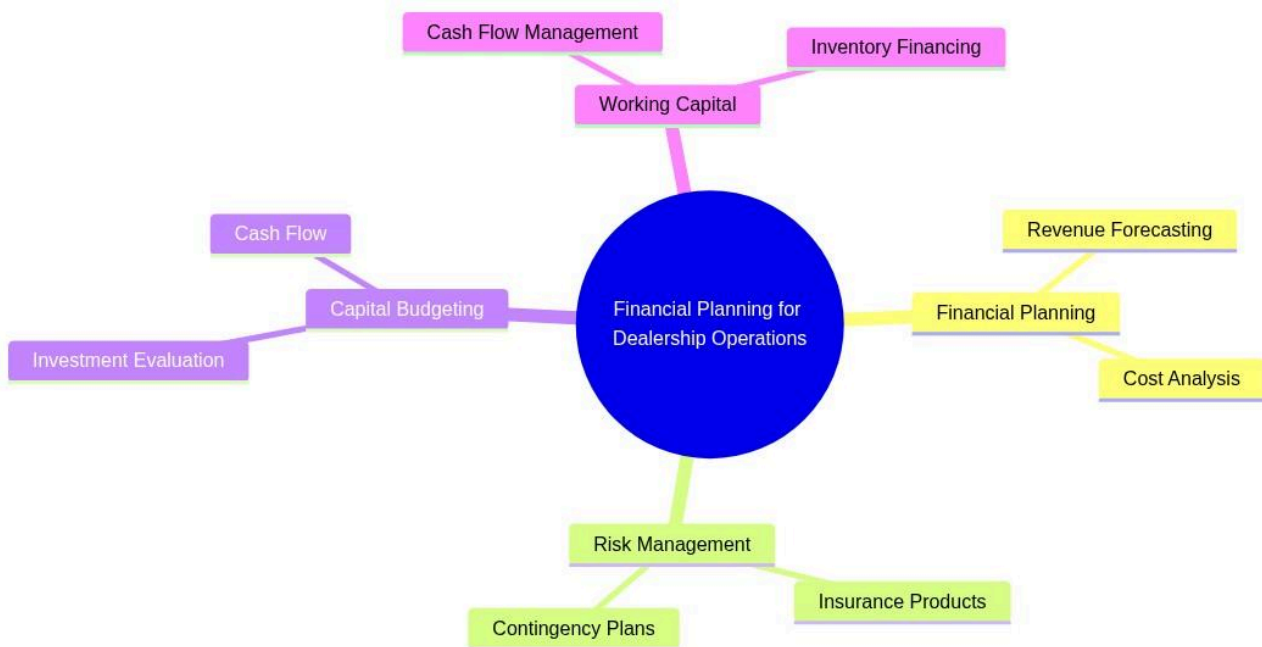 Cash Flow Management
Inventory Financing
Working Capital
Cash Flow
Revenue Forecasting
Capital Budgeting
Financial Planning for
Dealership Operations
Financial Planning
Investment Evaluation
Cost Analysis
Risk Management
Insurance Products
Contingency Plans